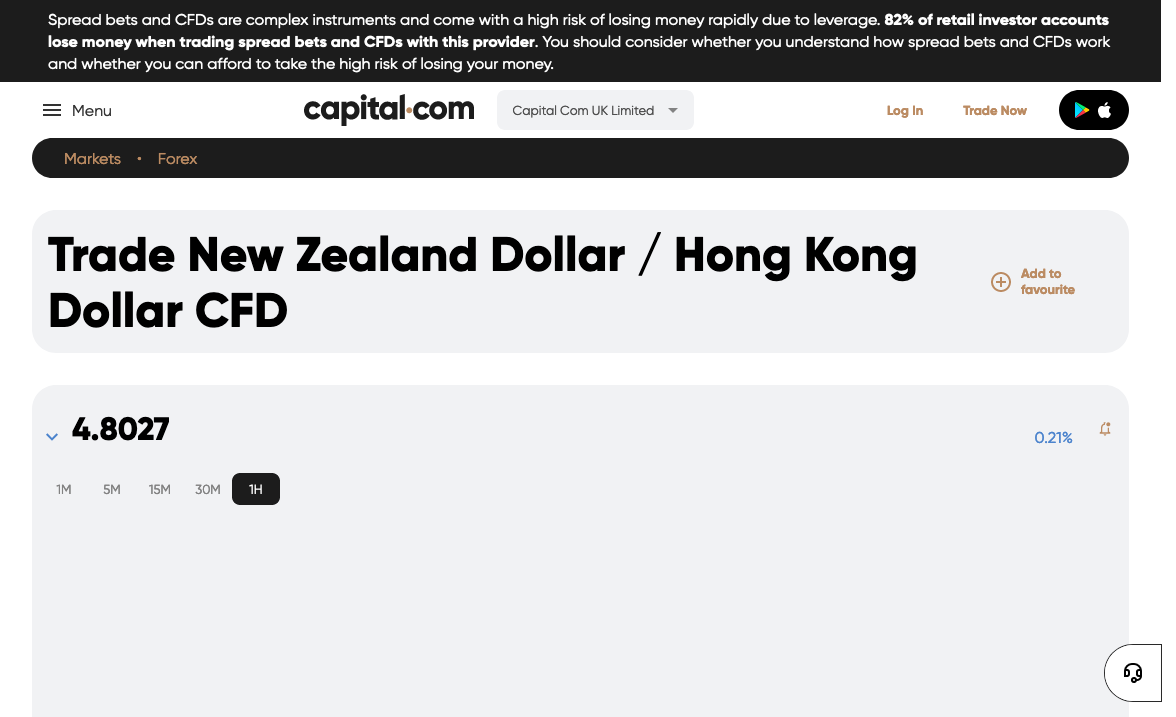 Spread bets and CFDs are complex instruments and come with a high risk of losing money rapidly due to leverage. 82% of retail investor accounts
lose money when trading spread bets and CFDs with this provider. You should consider whether you understand how spread bets and CFDs work
and whether you can afford to take the high risk of losing your money.
Menu
capital.com
Capital Com UK Limited
Log In
Trade Now
Markets • Forex
Trade New Zealand Dollar / Hong Kong
Dollar CFD
Add to
favourite
4.8027
0.21%
1M 5M 15M 30M 1H